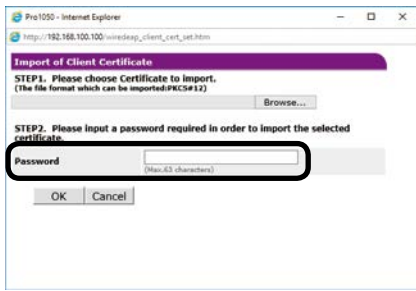 Pro1050 - Internet Explorer
http://192.168.100.100/wiredeap_client_cert_set.htm
Import of Client Certificate
STEP1. Please choose Certificate to import.
(The file format which can be imported:PKCS#12)
Browse...
STEP2. Please input a password required in order to import the selected
certificate.
Password
(Max.63 characters)
OK Cancel